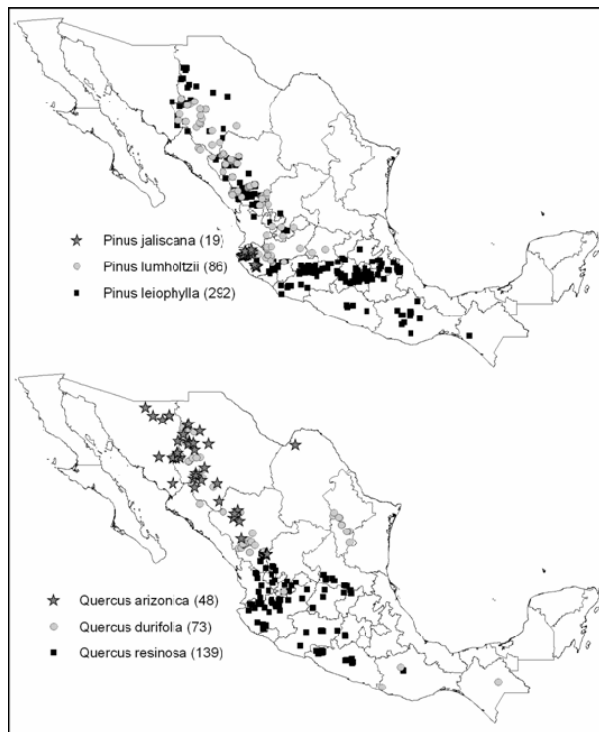 Pinus jaliscana (19)
Pinus lumholtzii (86)
Pinus leiophylla (292)
Quercus arizonica (48)
Quercus durifolia (73)
Quercus resinosa (139)